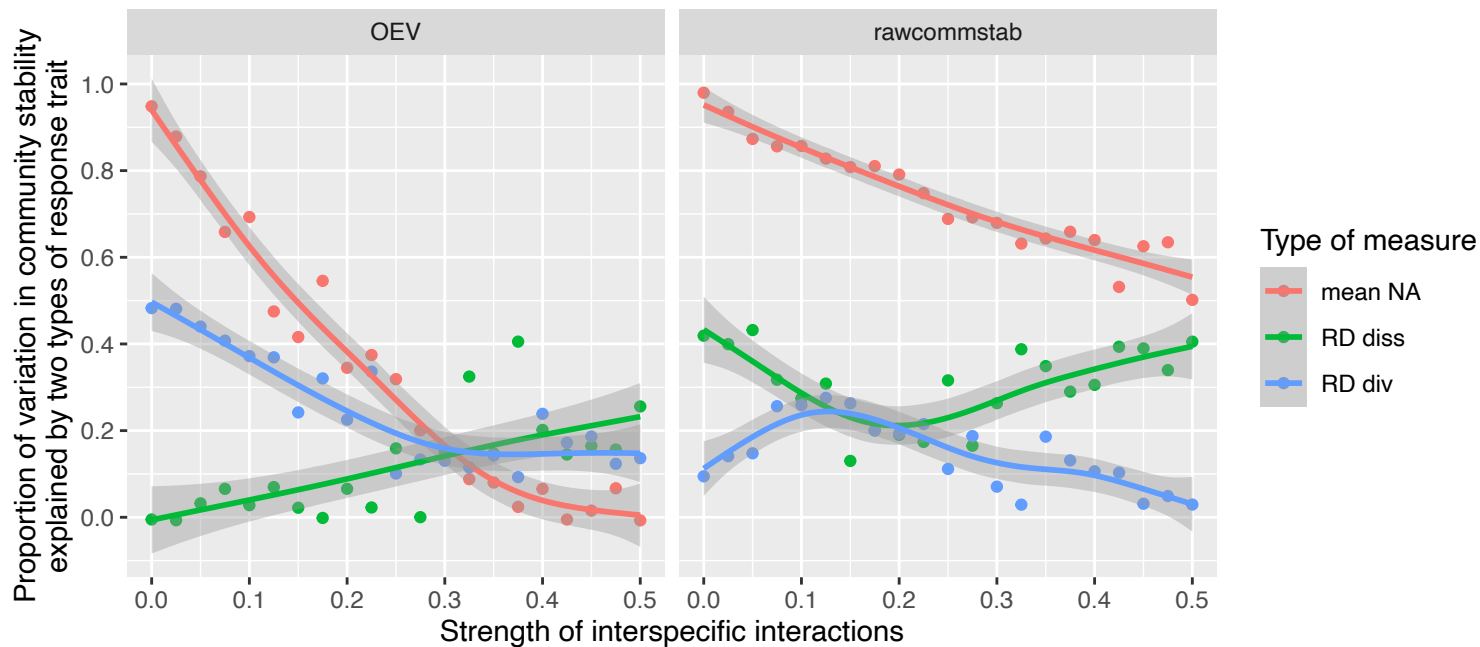 OEV
rawcommstab
Proportion of variation in community stability
explained by two types of response trait
1.0
0.8
0.6
0.4
0.2
0.0
0.0 0.1 0.2 0.3 0.4 0.5
0.0 0.1 0.2 0.3 0.4 0.5
Strength of interspecific interactions
Type of measure
mean NA
RD diss
RD div